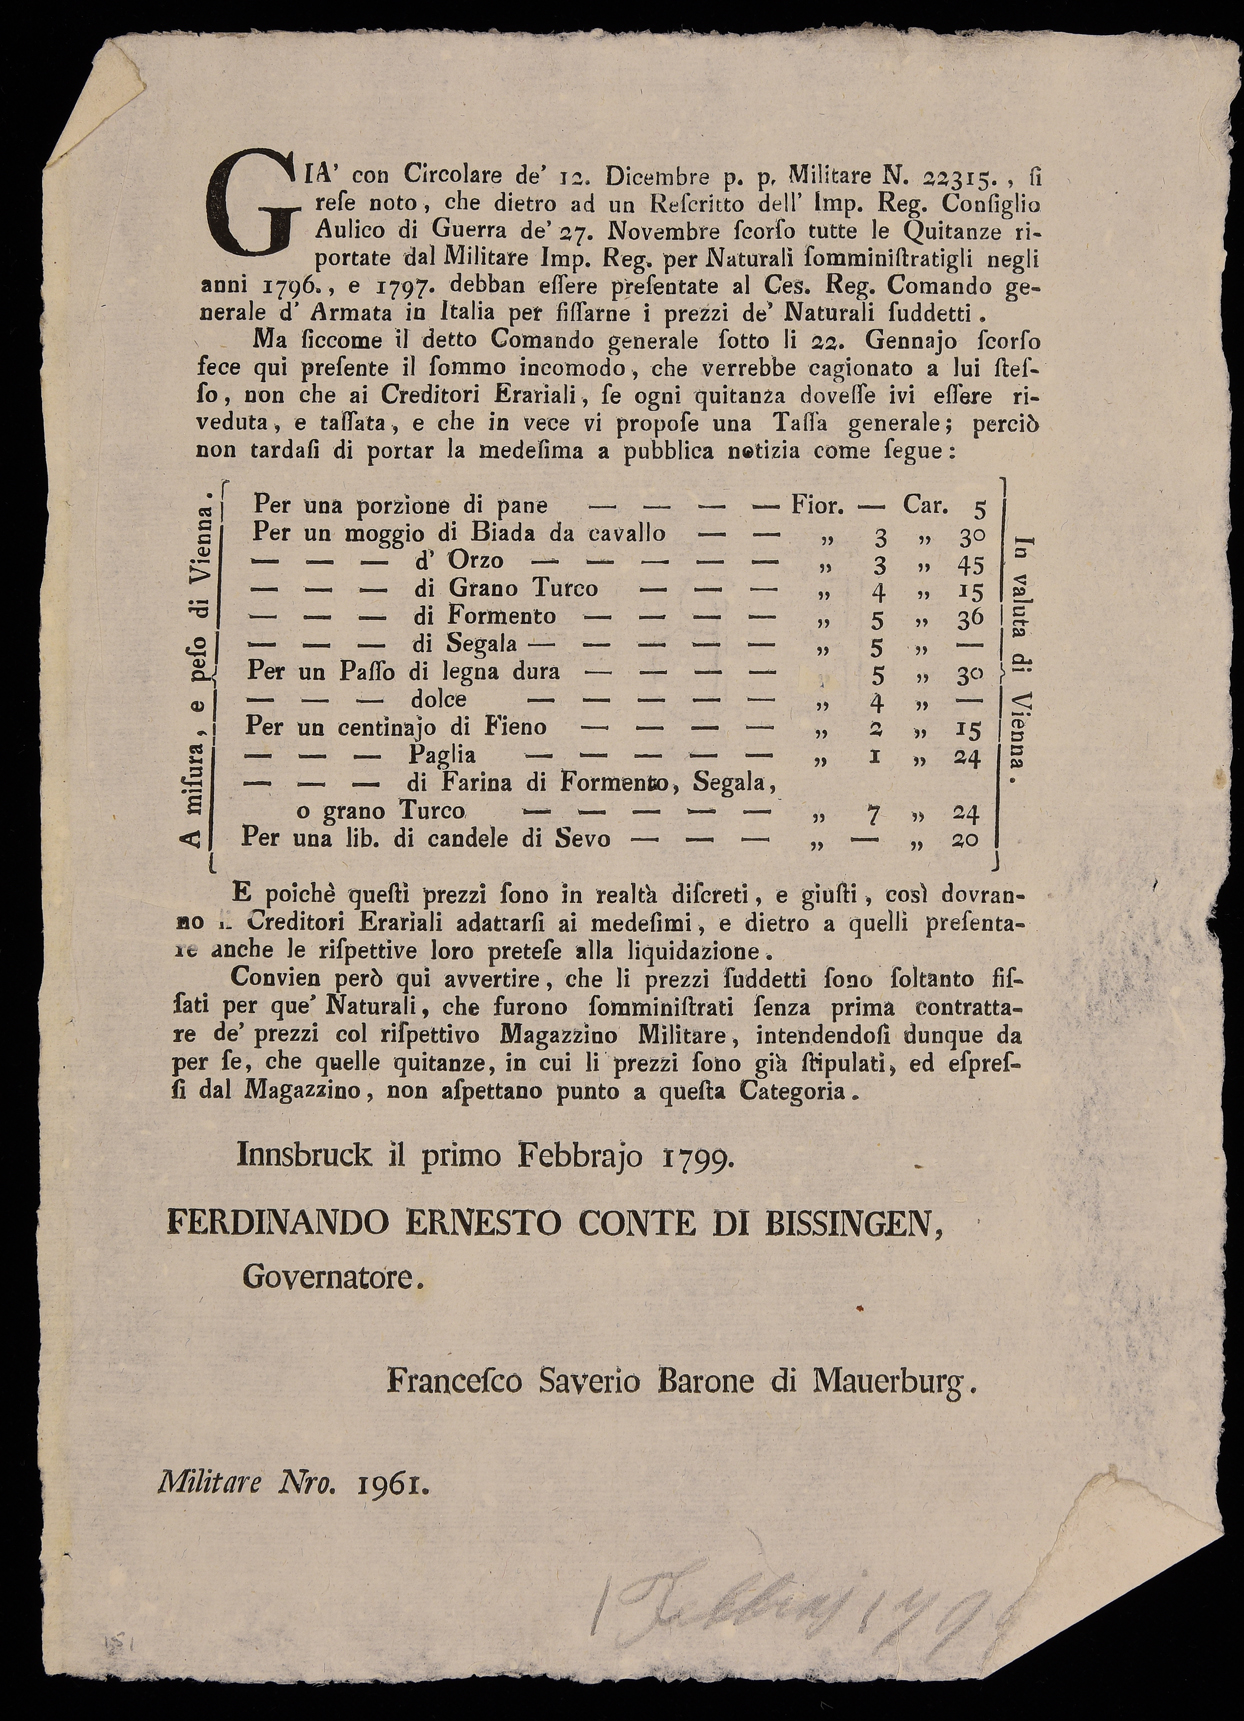 GIA' con Circolare de' 12. Dicembre p. p. Militare N. 22315. , ſi
reſe noto , che dietro ad un Reſcritto dell' Imp. Reg. Conſiglio
Aulico di Guerra de' 27. Novembre ſcorſo tutte le Quitanze ri-
portate dal Militare Imp. Reg. per Naturali ſomminiſtratigli negli
anni 1796. , e 1797. debban eſſere preſentate al Ceſ. Reg. Comando ge-
nerale d' Armata in Italia per fiſſarne i prezzi de' Naturali ſuddetti .
Ma ſiccome il detto Comando generale ſotto li 22. Gennajo ſcorſo
fece qui preſente il ſommo incomodo , che verrebbe cagionato a lui ſteſ-
ſo , non che ai Creditori Erariali , ſe ogni quitanza doveſſe ivi eſſere ri-
veduta , e taſſata , e che in vece vi propoſe una Taſſa generale ; perciò
non tardaſi di portar la medeſima a pubblica notizia come ſegue :
A miſura , e peſo di Vienna .
Per una porzione di pane — — — — Fior. — Car. 5
Per un moggio di Biada da cavallo — — „ 3 „ 30
— — — d' Orzo — — — — — „ 3 „ 45
— — — di Grano Turco — — — „ 4 „ 15
— — — di Formento — — — — „ 5 „ 36
— — — di Segala — — — — — „ 5 „ —
Per un Paſſo di legna dura — — — — 5 „ 30
— — — dolce — — — — — „ 4 „ —
Per un centinajo di Fieno — — — — „ 2 „ 15
— — — Paglia — — — — — „ 1 „ 24
— — — di Farina di Formento, Segala,
o grano Turco — — — — — „ 7 „ 24
Per una lib. di candele di Sevo — — — „ — „ 20
In valuta di Vienna .
E poichè queſti prezzi ſono in realtà diſcreti , e giuſti , così dovran-
no Creditori Erariali adattarſi ai medeſimi , e dietro a quelli preſenta-
re anche le riſpettive loro preteſe alla liquidazione .
Convien però qui avvertire , che li prezzi ſuddetti ſono ſoltanto fiſ-
ſati per que' Naturali , che furono ſomminiſtrati ſenza prima contratta-
re de' prezzi col riſpettivo Magazzino Militare , intendendoſi dunque da
per ſe, che quelle quitanze, in cui li prezzi ſono già ſtipulati, ed eſpreſ-
ſi dal Magazzino , non aſpettano punto a queſta Categoria .
Innsbruck il primo Febbrajo 1799.
FERDINANDO ERNESTO CONTE DI BISSINGEN,
Governatore .
Franceſco Saverio Barone di Mauerburg .
Militare Nro. 1961.
1 Febbraj 1799
151